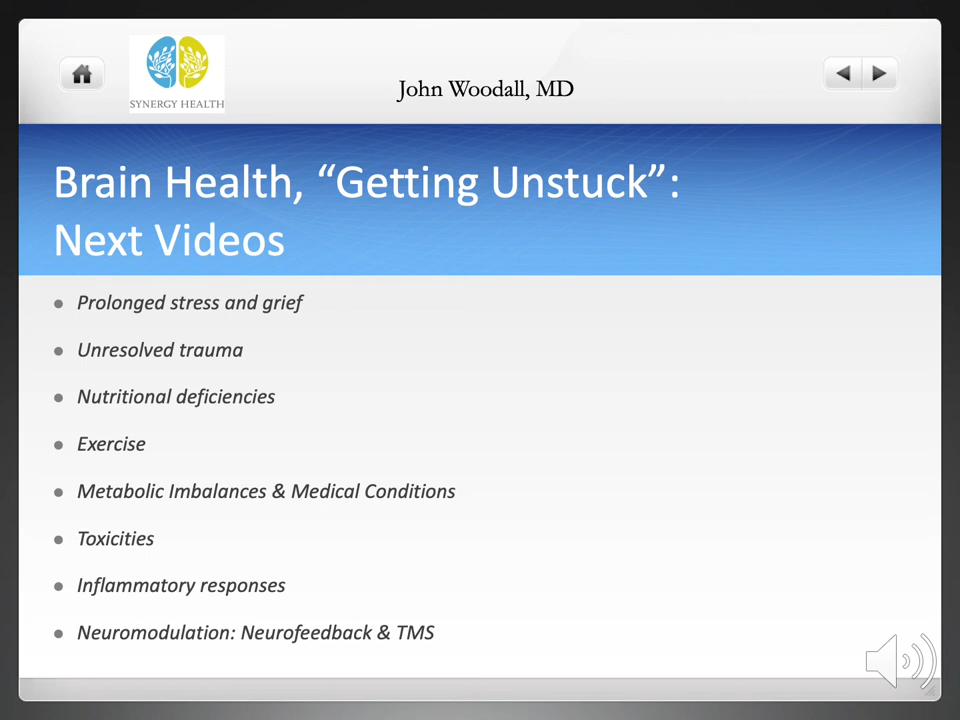 SYNERGY HEALTH
John Woodall, MD
Brain Health, “Getting Unstuck”:
Next Videos
Prolonged stress and grief
Unresolved trauma
Nutritional deficiencies
Exercise
Metabolic Imbalances & Medical Conditions
Toxicities
Inflammatory responses
Neuromodulation: Neurofeedback & TMS